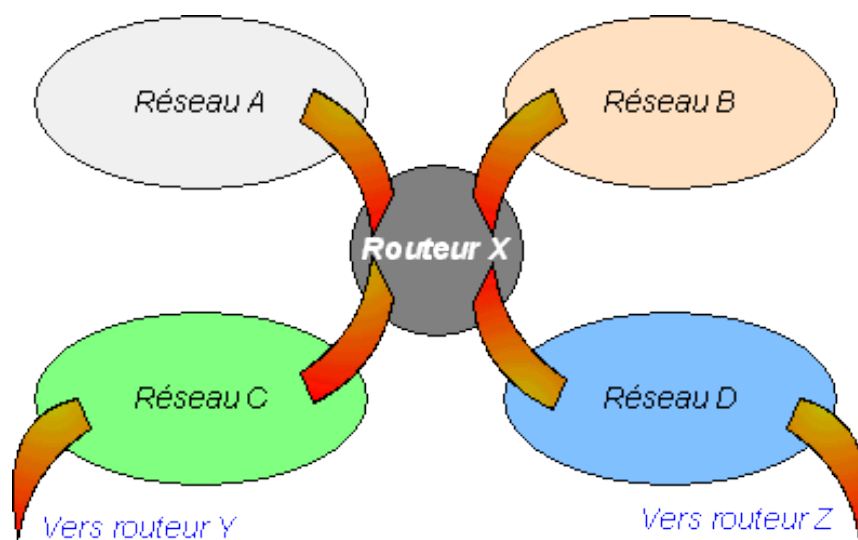 Réseau A
Réseau B
Routeur X
Réseau C
Réseau D
Vers routeur Y
Vers routeur Z